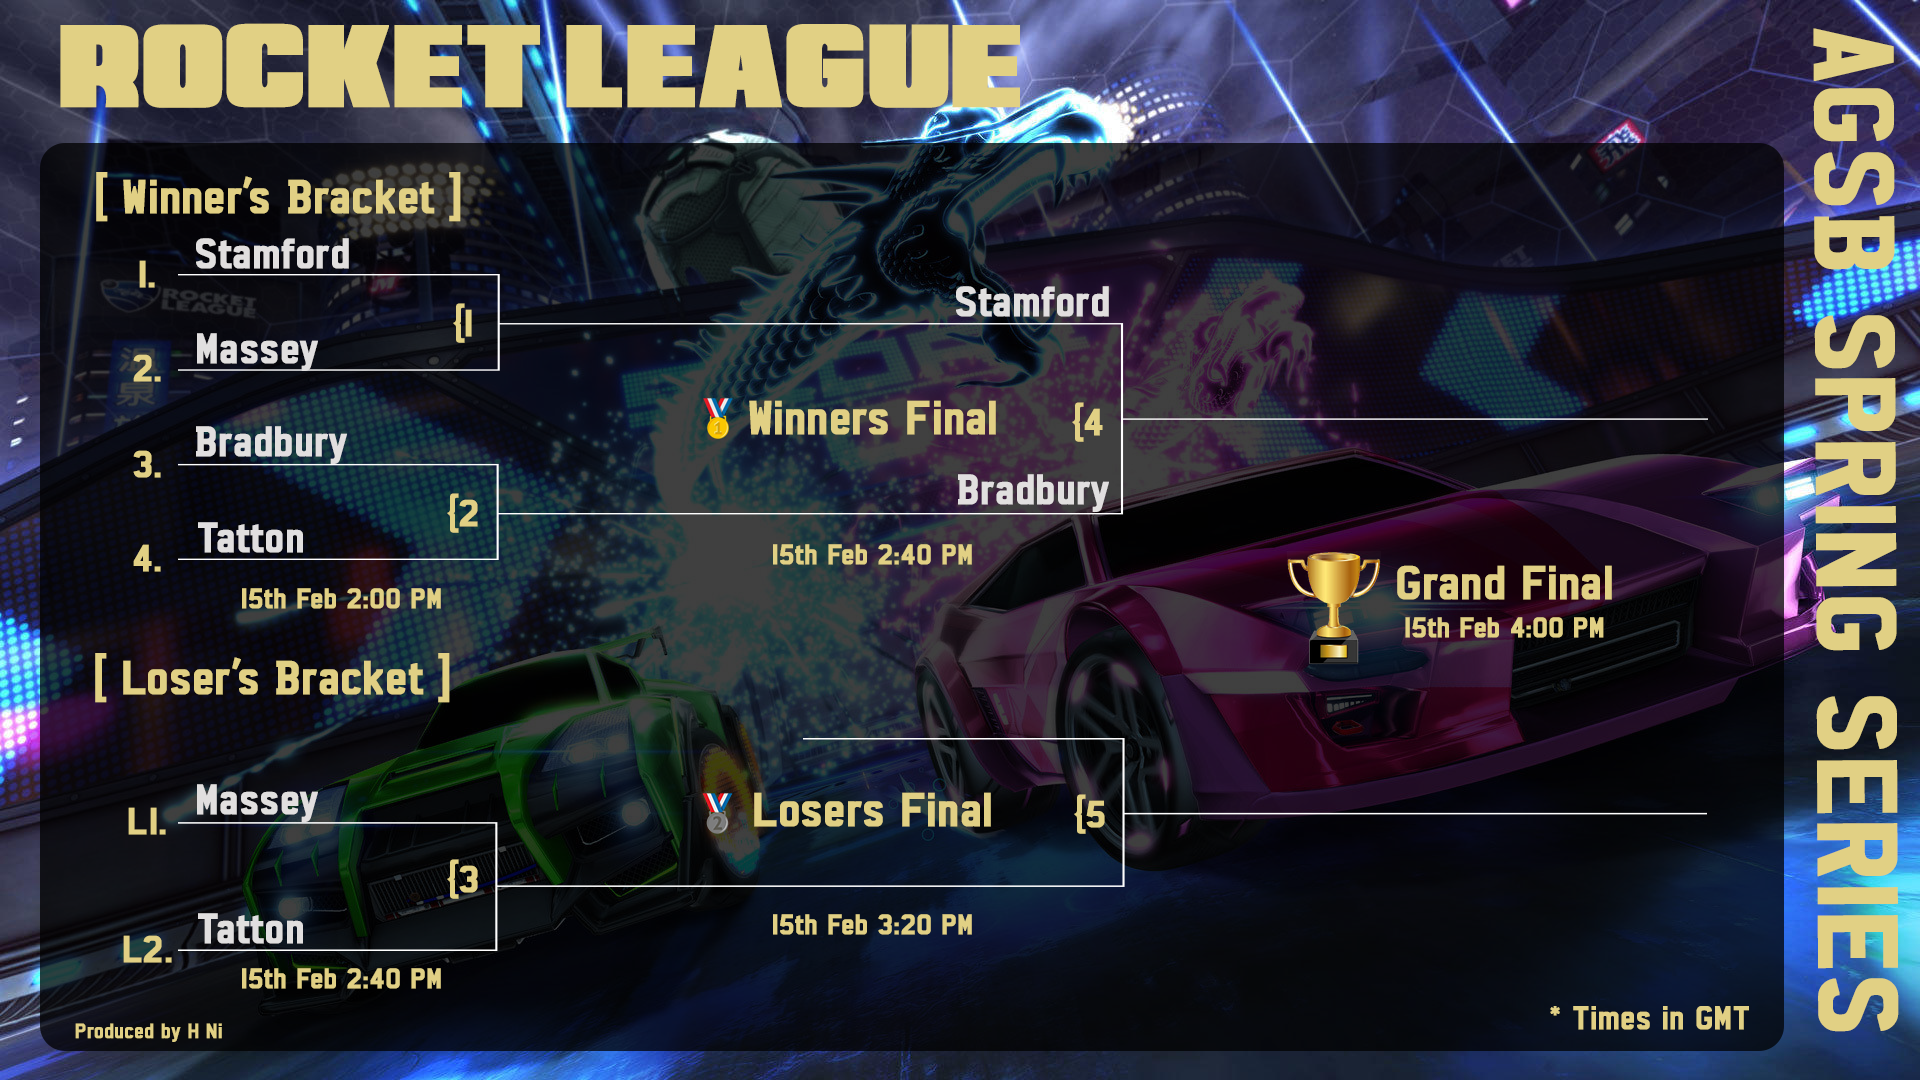 ROCKET LEAGUE
AGSB SPRING SERIES
[ Winner's Bracket ]
1. Stamford
{1
2. Massey
3. Bradbury
{2
4. Tatton
15th Feb 2:00 PM
Stamford
🥇 Winners Final {4
Bradbury
15th Feb 2:40 PM
Grand Final
15th Feb 4:00 PM
[ Loser's Bracket ]
L1. Massey
{3
L2. Tatton
15th Feb 2:40 PM
🥈 Losers Final {5
15th Feb 3:20 PM
Produced by H Ni
* Times in GMT
ROCKET
LEAGUE